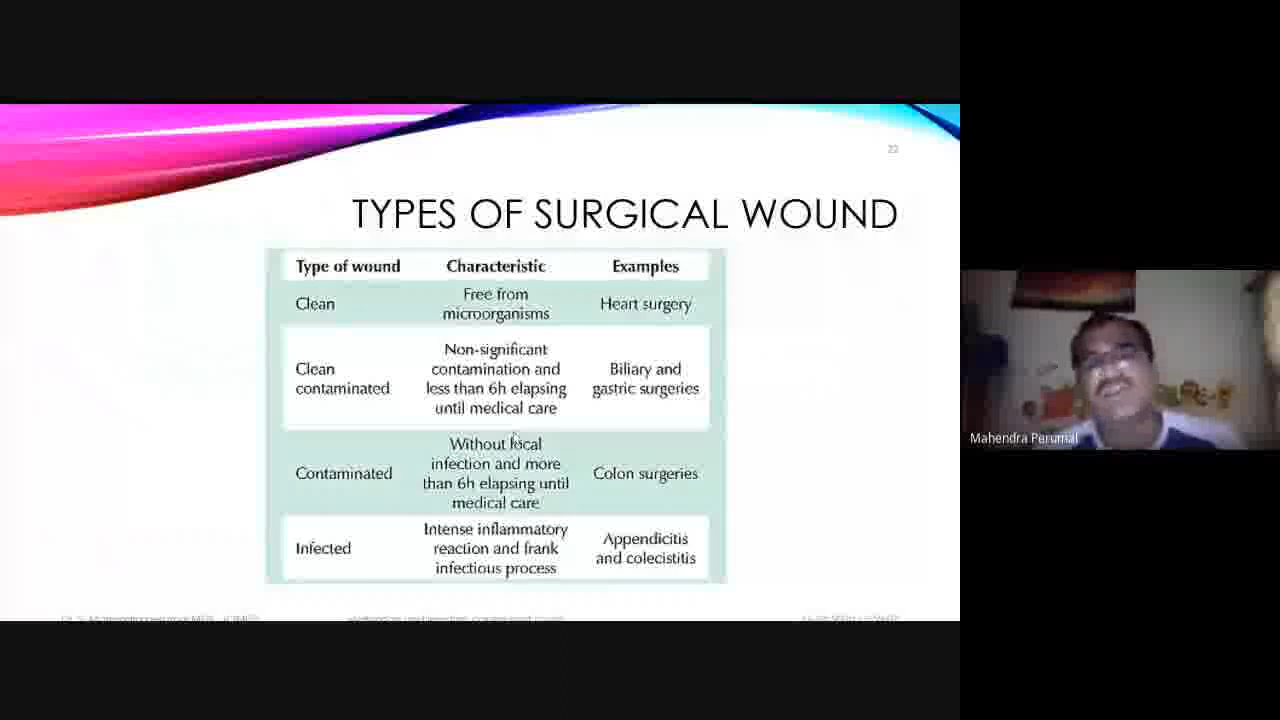 22
TYPES OF SURGICAL WOUND
Type of wound Characteristic Examples
Clean
Free from
microorganisms
Heart surgery
Clean
contaminated
Non-significant
contamination and
less than 6h elapsing
until medical care
Biliary and
gastric surgeries
Contaminated
Without local
infection and more
than 6h elapsing until
medical care
Colon surgeries
Infected
Intense inflammatory
reaction and frank
infectious process
Appendicitis
and colecistitis
Mahendra Perumal